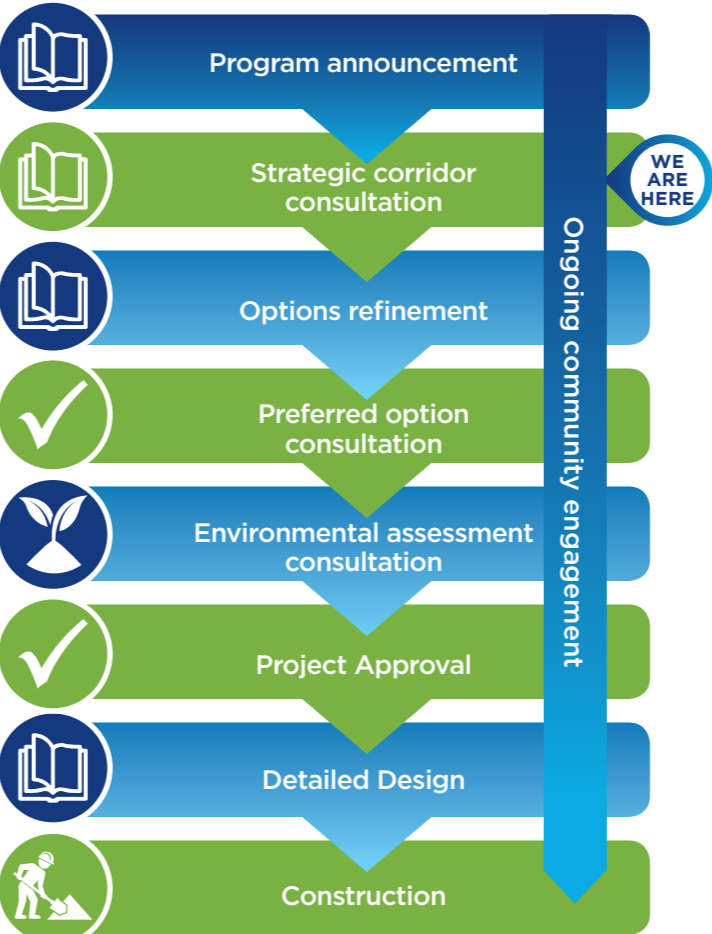 Program announcement
Strategic corridor
consultation
WE
ARE
HERE
Options refinement
Preferred option
consultation
Environmental assessment
consultation
Project Approval
Detailed Design
Construction
Ongoing community engagement